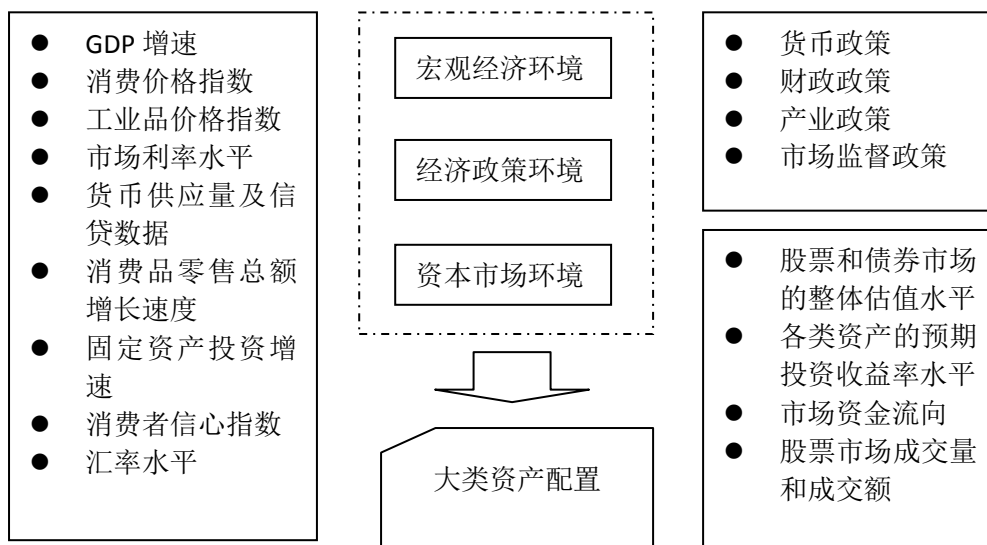 GDP 增速
消费价格指数
工业品价格指数
市场利率水平
货币供应量及信
贷数据
消费品零售总额
增长速度
固定资产投资增
速
消费者信心指数
汇率水平
宏观经济环境
经济政策环境
资本市场环境
大类资产配置
货币政策
财政政策
产业政策
市场监督政策
股票和债券市场
的整体估值水平
各类资产的预期
投资收益率水平
市场资金流向
股票市场成交量
和成交额